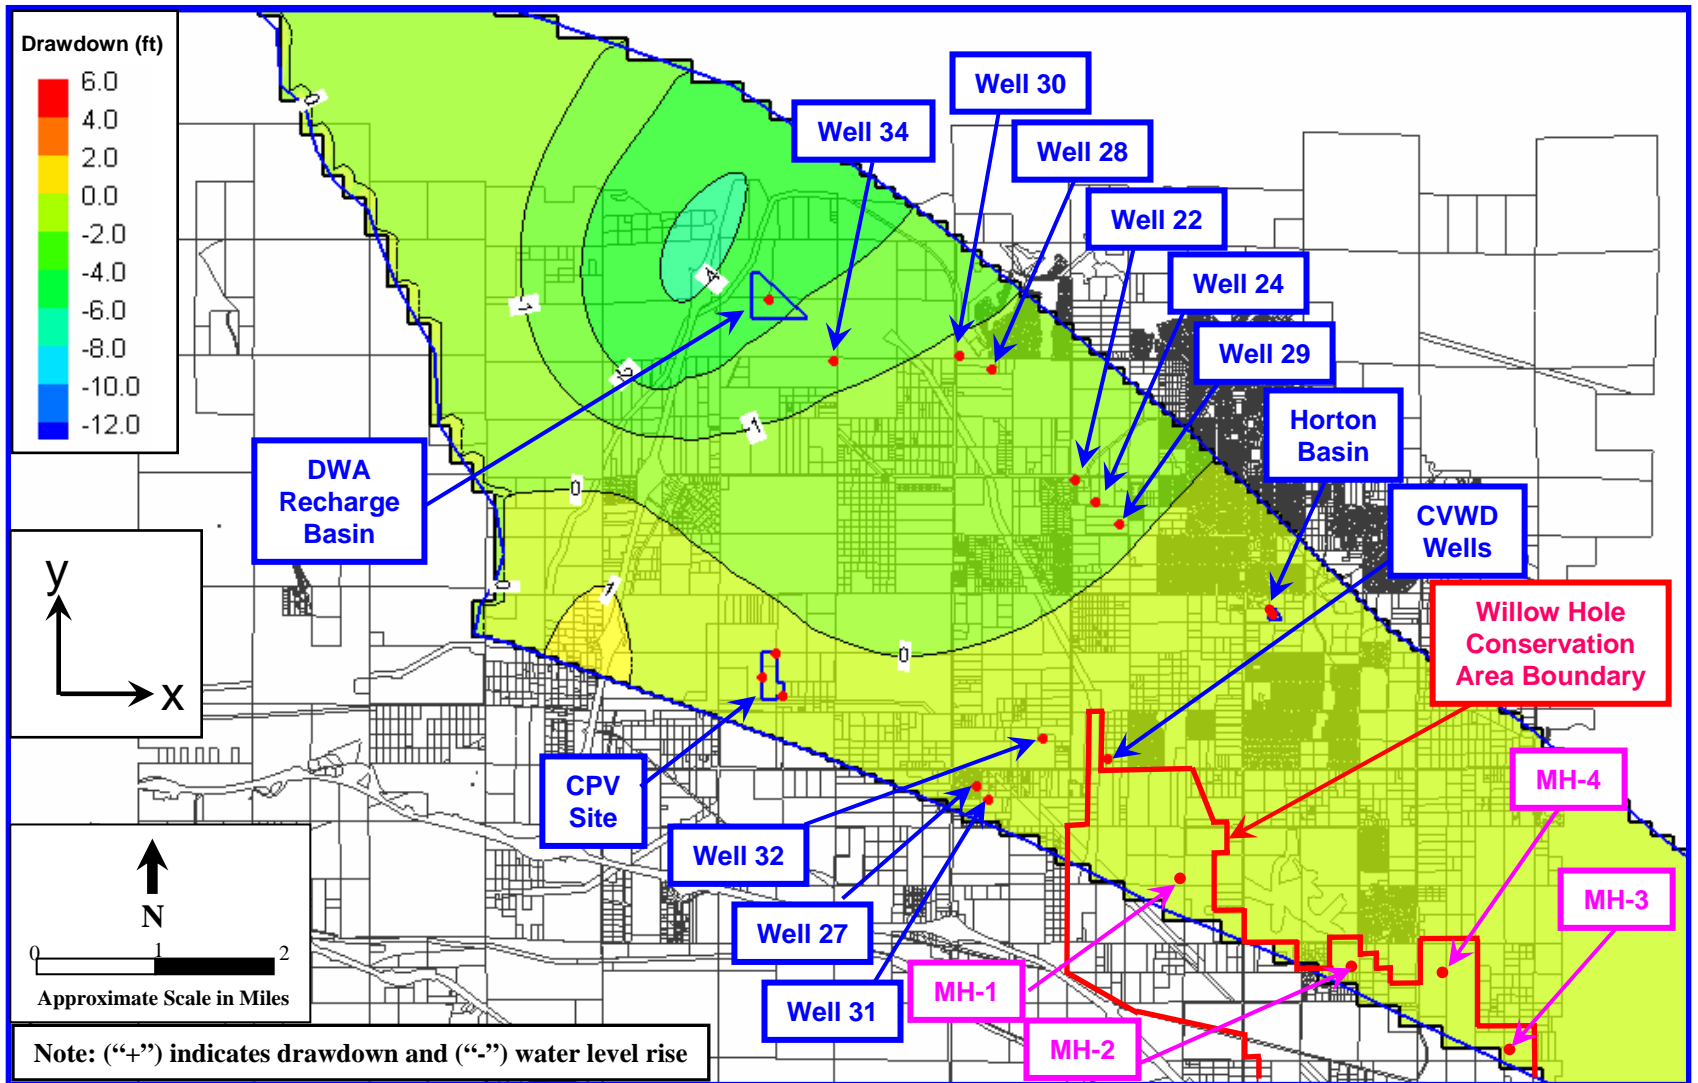 Drawdown (ft)
6.0
4.0
2.0
0.0
-2.0
-4.0
-6.0
-8.0
-10.0
-12.0
Well 30
Well 34
Well 28
Well 22
Well 24
Well 29
Horton
Basin
CVWD
Wells
Willow Hole
Conservation
Area Boundary
DWA
Recharge
Basin
0
-1
-4
-2
-1
0
0
1
0
y
x
CPV
Site
Well 32
Well 27
Well 31
MH-4
MH-3
MH-1
MH-2
N
0 1 2
Approximate Scale in Miles
Note: (“+”) indicates drawdown and (“-”) water level rise